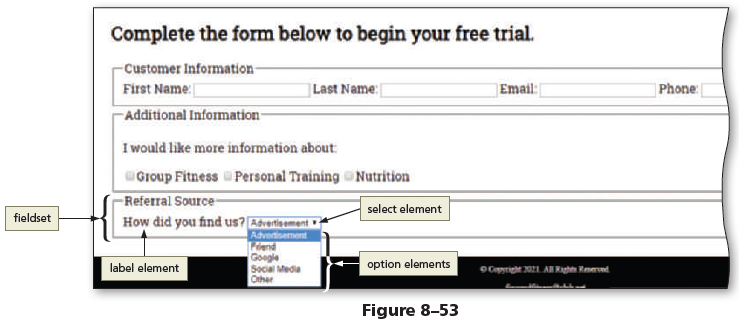 Complete the form below to begin your free trial.
Customer Information
First Name: Last Name: Email: Phone:
Additional Information
I would like more information about:
Group Fitness Personal Training Nutrition
Referral Source
How did you find us? Advertisement
Advertisement
Friend
Google
Social Media
Other
fieldset
label element
select element
option elements
© Copyright 2021. All Rights Reserved.
Figure 8–53